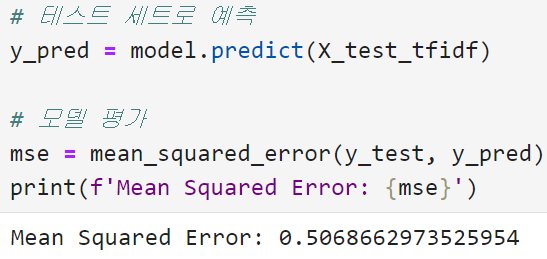 # 테스트 세트로 예측
y_pred = model.predict(X_test_tfidf)
# 모델 평가
mse = mean_squared_error(y_test, y_pred)
print(f'Mean Squared Error: {mse}')
Mean Squared Error: 0.5068662973525954